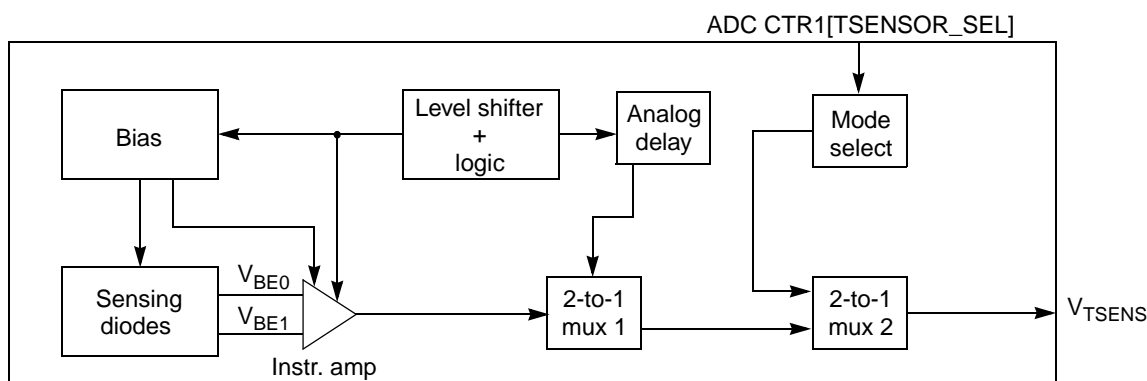 ADC CTR1[TSENSOR_SEL]
Bias
Level shifter
+
logic
Analog
delay
Mode
select
Sensing
diodes
VBE0
VBE1
Instr. amp
2-to-1
mux 1
2-to-1
mux 2
VTSENS